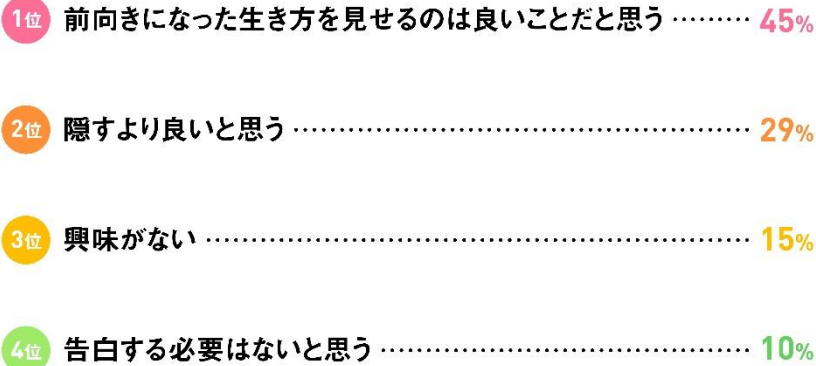 1位 前向きになった生き方を見せるのは良いことだと思う ……… 45%
2位 隠すより良いと思う ……………………………………… 29%
3位 興味がない ……………………………………………… 15%
4位 告白する必要はないと思う ……………………………… 10%